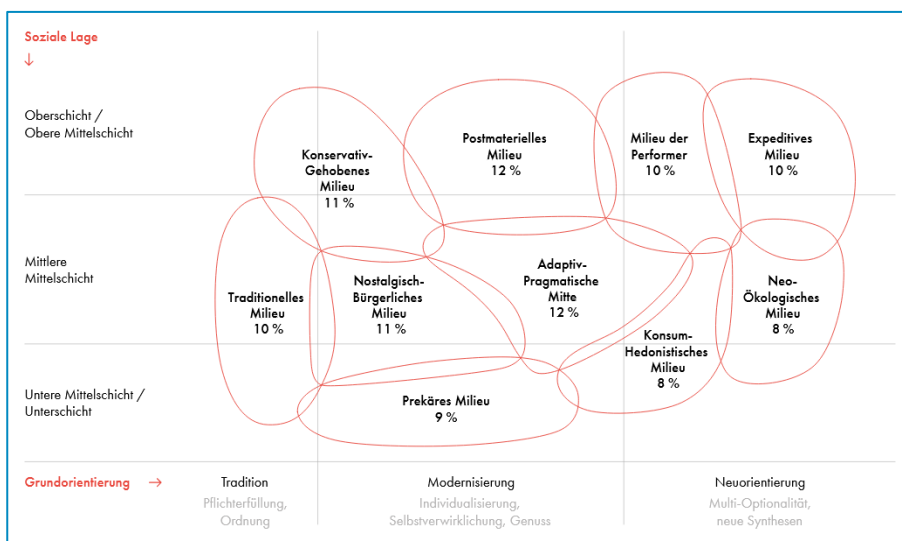 Soziale Lage
↓
Oberschicht /
Obere Mittelschicht
Konservativ-
Gehobenes
Milieu
11 %
Postmaterielles
Milieu
12 %
Milieu der
Performer
10 %
Expeditives
Milieu
10 %
Mittlere
Mittelschicht
Traditionelles
Milieu
10 %
Nostalgisch-
Bürgerliches
Milieu
11 %
Adaptiv-
Pragmatische
Mitte
12 %
Neo-
Ökologisches
Milieu
8 %
Konsum-
Hedonistisches
Milieu
8 %
Untere Mittelschicht /
Unterschicht
Prekäres Milieu
9 %
Grundorientierung →
Tradition
Pflichterfüllung,
Ordnung
Modernisierung
Individualisierung,
Selbstverwirklichung, Genuss
Neuorientierung
Multi-Optionalität,
neue Synthesen